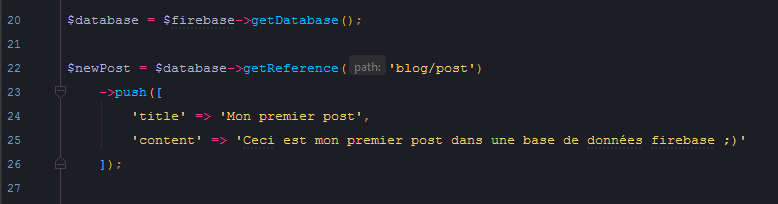 20 $database = $firebase->getDatabase();
21
22 $newPost = $database->getReference( path: 'blog/post')
23 ->push([
24 'title' => 'Mon premier post',
25 'content' => 'Ceci est mon premier post dans une base de données firebase ;)'
26 ]);
27